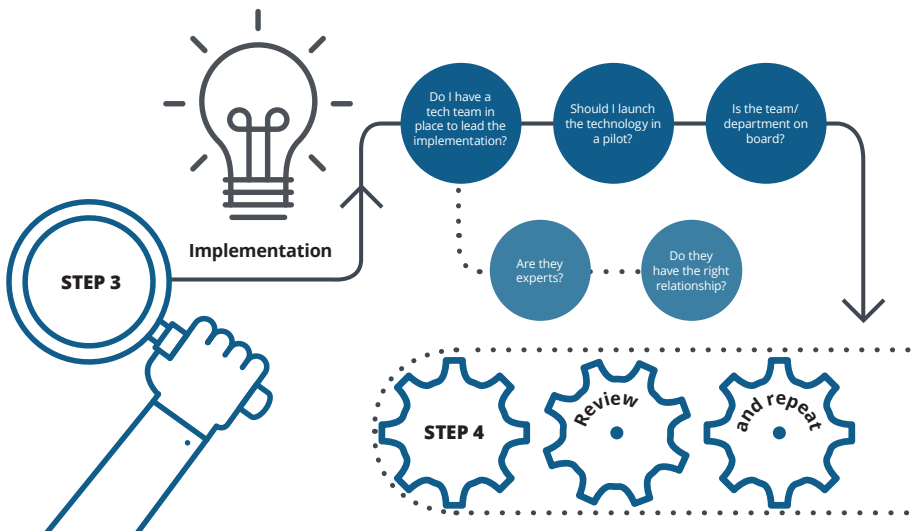 Do I have a
tech team in
place to lead the
implementation?
Should I launch
the technology in
a pilot?
Is the team/
department on
board?
Implementation
STEP 3
Are they
experts?
Do they
have the right
relationship?
STEP 4
Review
and repeat